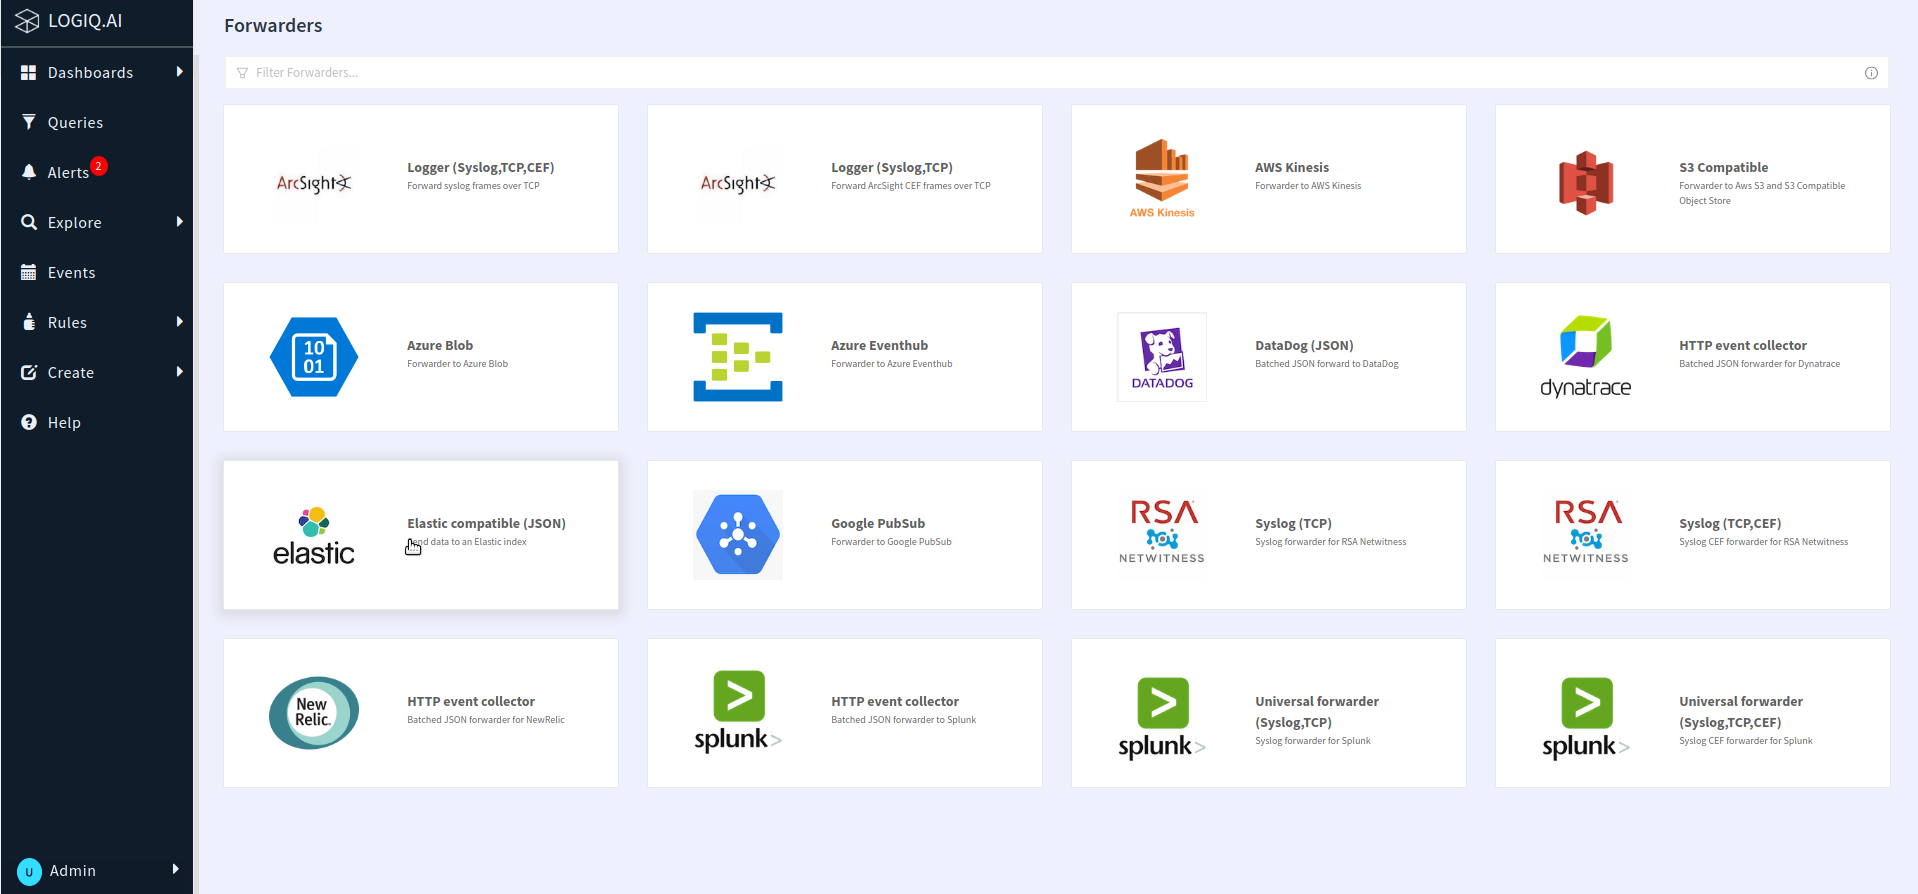 LOGIQ.AI
Dashboards
Queries
Alerts 2
Explore
Events
Rules
Create
Help
U Admin
Forwarders
Filter Forwarders...
ArcSight
Logger (Syslog,TCP,CEF)
Forward syslog frames over TCP
ArcSight
Logger (Syslog,TCP)
Forward ArcSight CEF frames over TCP
AWS Kinesis
AWS Kinesis
Forwarder to AWS Kinesis
S3 Compatible
Forwarder to Aws S3 and S3 Compatible
Object Store
10
01
Azure Blob
Forwarder to Azure Blob
Azure Eventhub
Forwarder to Azure Eventhub
DATADOG
DataDog (JSON)
Batched JSON forward to DataDog
dynatrace
HTTP event collector
Batched JSON forwarder for Dynatrace
elastic
Elastic compatible (JSON)
data to an Elastic index
Google PubSub
Forwarder to Google PubSub
RSA
NETWITNESS
Syslog (TCP)
Syslog forwarder for RSA Netwitness
RSA
NETWITNESS
Syslog (TCP,CEF)
Syslog CEF forwarder for RSA Netwitness
New
Relic.
HTTP event collector
Batched JSON forwarder for NewRelic
splunk>
HTTP event collector
Batched JSON forwarder to Splunk
splunk>
Universal forwarder
(Syslog,TCP)
Syslog forwarder for Splunk
splunk>
Universal forwarder
(Syslog,TCP,CEF)
Syslog CEF forwarder for Splunk